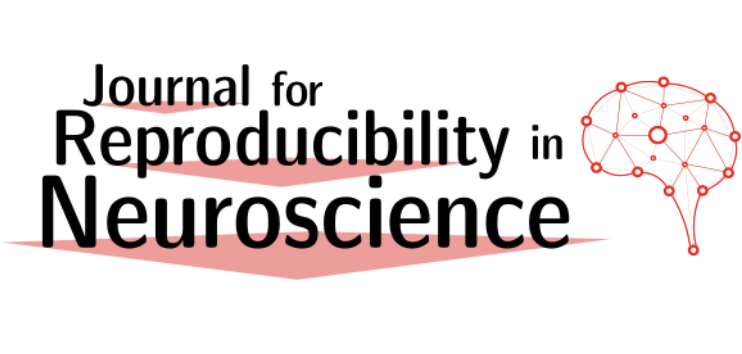 Journal for
Reproducibility in
Neuroscience